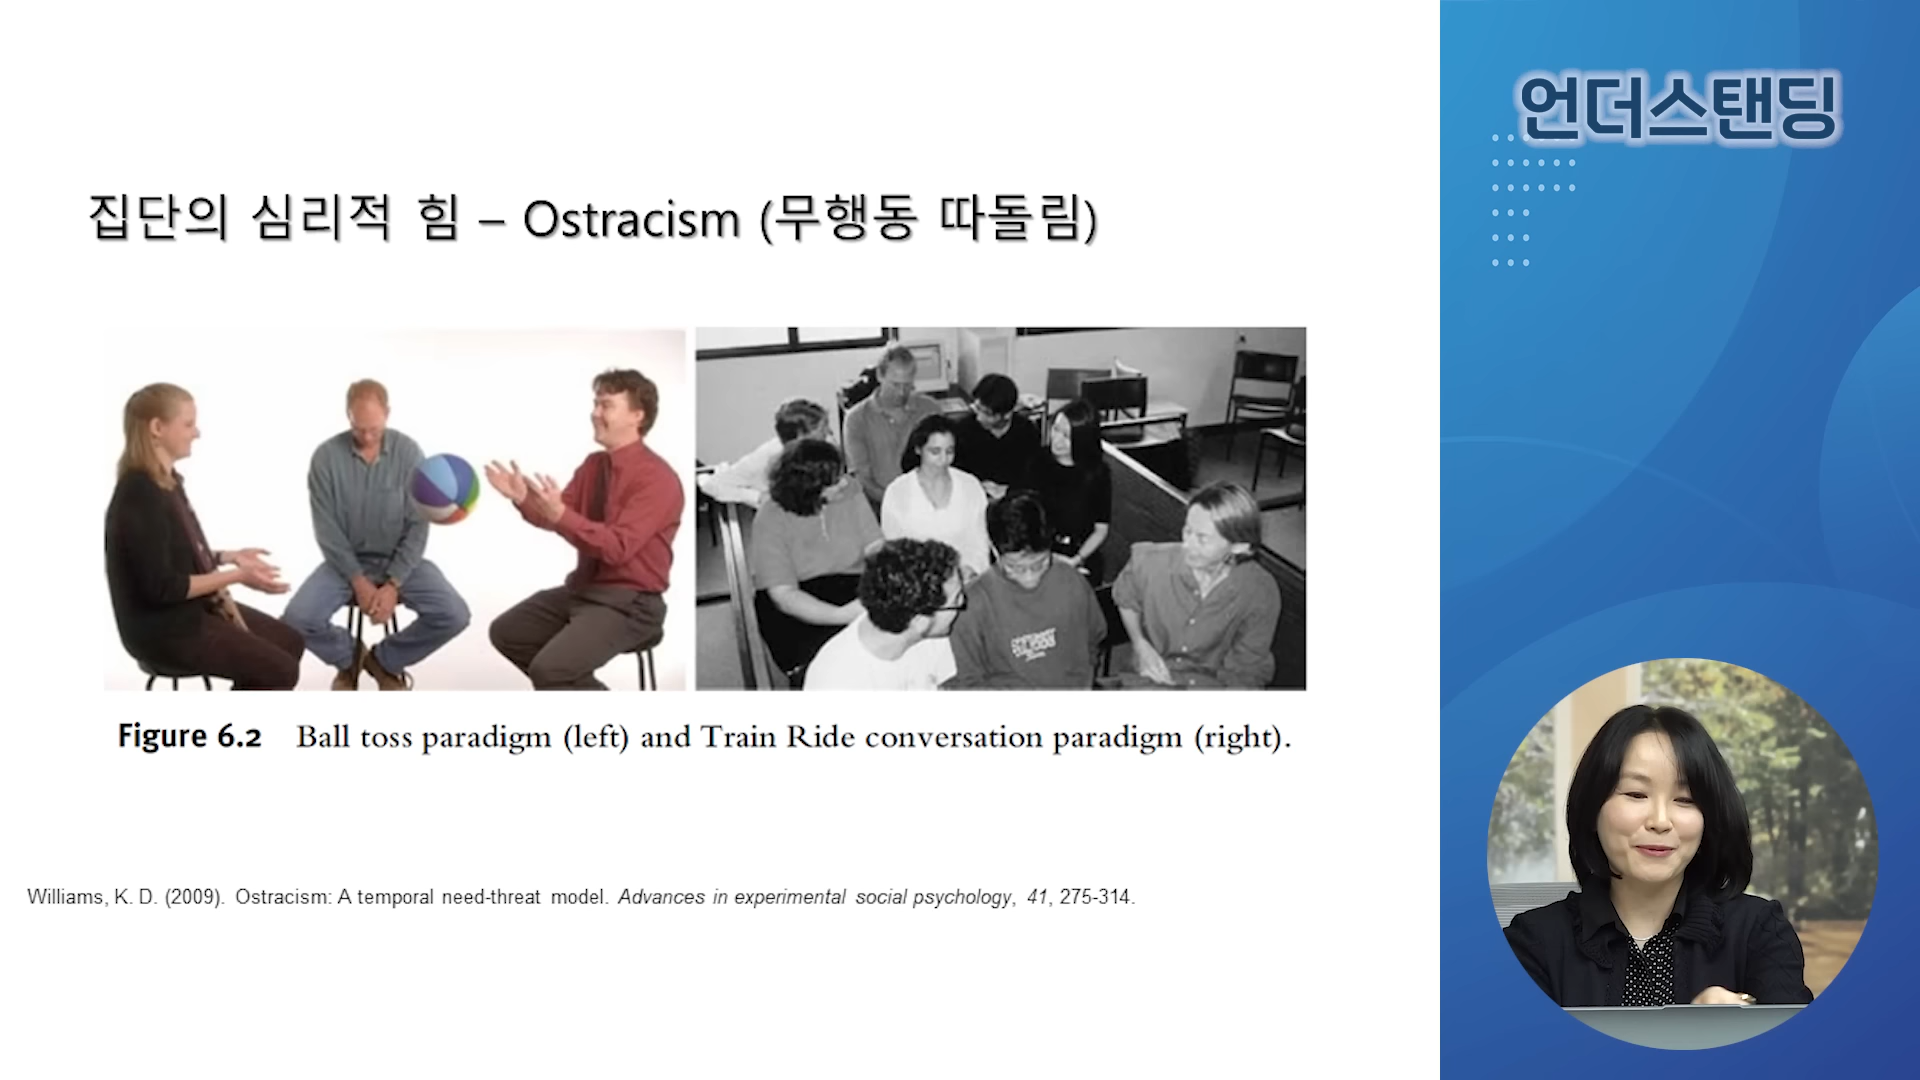 언더스탠딩
집단의 심리적 힘 – Ostracism (무행동 따돌림)
Figure 6.2 Ball toss paradigm (left) and Train Ride conversation paradigm (right).
Williams, K. D. (2009). Ostracism: A temporal need-threat model. Advances in experimental social psychology, 41, 275-314.